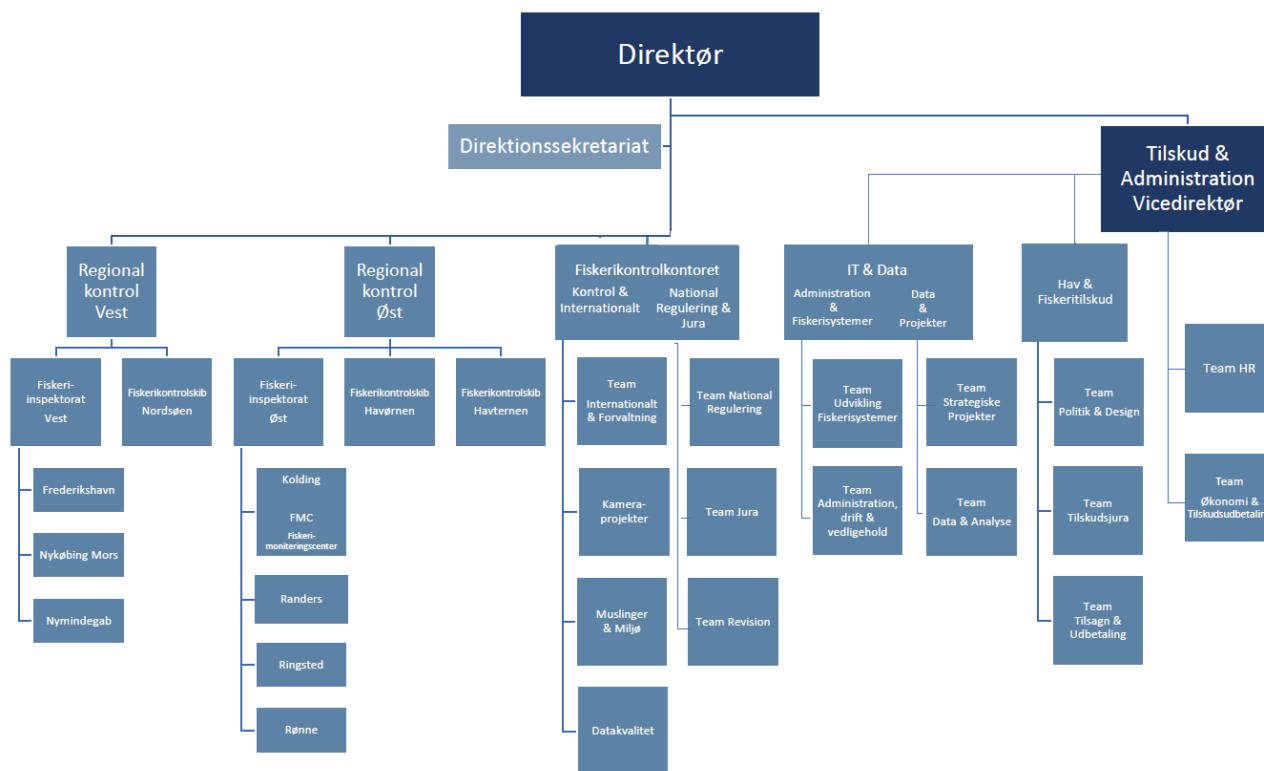 Direktør
Direktionssekretariat
Tilskud &
Administration
Vicedirektør
Regional
kontrol
Vest
Regional
kontrol
Øst
Fiskerikontrolkontoret
Kontrol &
Internationalt
National
Regulering &
Jura
IT & Data
Administration
&
Fiskerisystemer
Data
&
Projekter
Hav &
Fiskeritilskud
Team HR
Team
Økonomi &
Tilskudsudbetaling
Fiskeri-
inspektorat
Vest
Fiskerikontrolskib
Nordsøen
Fiskeri-
inspektorat
Øst
Fiskerikontrolskib
Havørnen
Fiskerikontrolskib
Havternen
Team
Internationalt
& Forvaltning
Team National
Regulering
Team
Udvikling
Fiskerisystemer
Team
Strategiske
Projekter
Team
Politik & Design
Frederikshavn
Nykøbing Mors
Nymindegab
Kolding
FMC
Fiskeri-
moniteringscenter
Randers
Ringsted
Rønne
Kamera-
projekter
Team Jura
Team
Administration,
drift &
vedligehold
Team
Data & Analyse
Team
Tilskudsjura
Muslinger
& Miljø
Team Revision
Team
Tilsagn &
Udbetaling
Datakvalitet